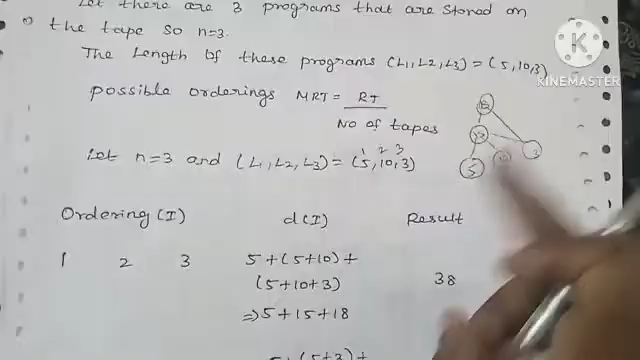 Let there are 3 programs that are stored on
the tape so n=3.
The Length of these programs (L1,L2,L3) = (5,10,3)
KINEMASTER
possible orderings MRT = RT
No of tapes
1 2 3
Let n=3 and (L1,L2,L3) = (5,10,3)
Ordering (I) d(I) Result
1 2 3 5+(5+10)+
(5+10+3) 38
⇒5+15+18
5+(5+3)+